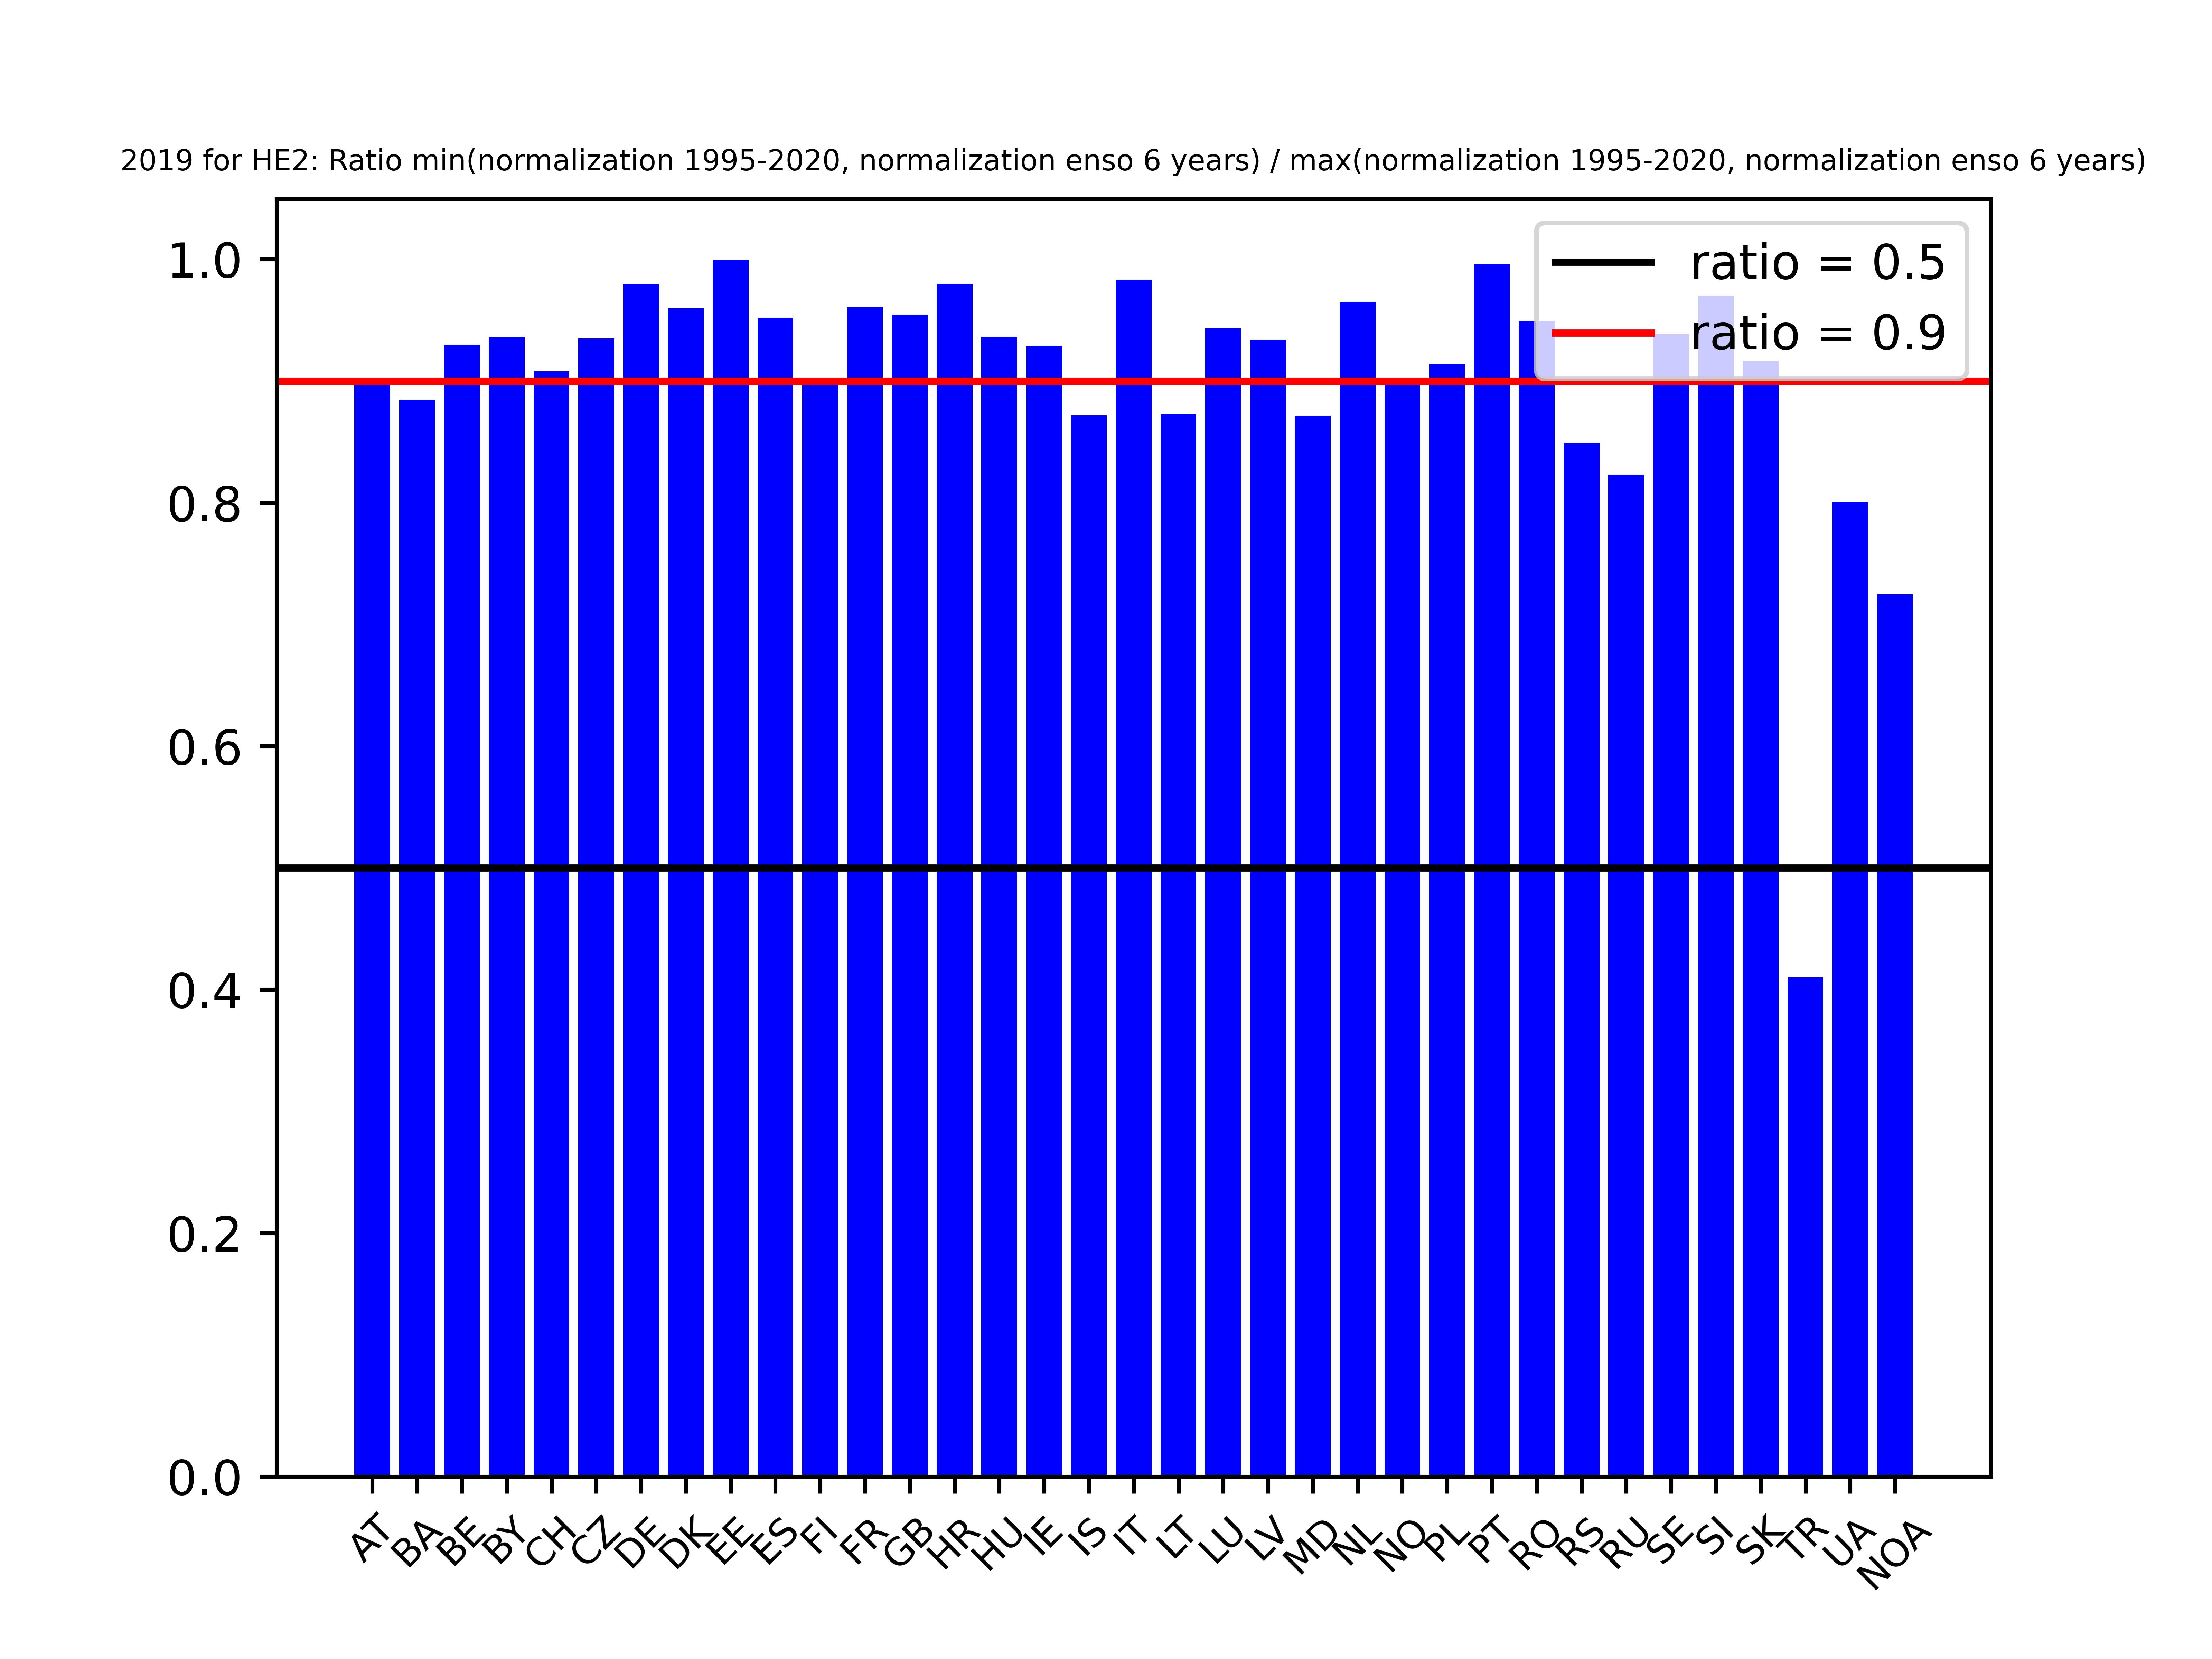 2019 for HE2: Ratio min(normalization 1995-2020, normalization enso 6 years) / max(normalization 1995-2020, normalization enso 6 years)
ratio = 0.5
ratio = 0.9
1.0
0.8
0.6
0.4
0.2
0.0
AT BA BE BY CH CZ DE DK EE ES FI FR GB HR HU IE IS IT LT LU LV MD NL NO PL PT RO RS RU SE SI SK TR UA NOA